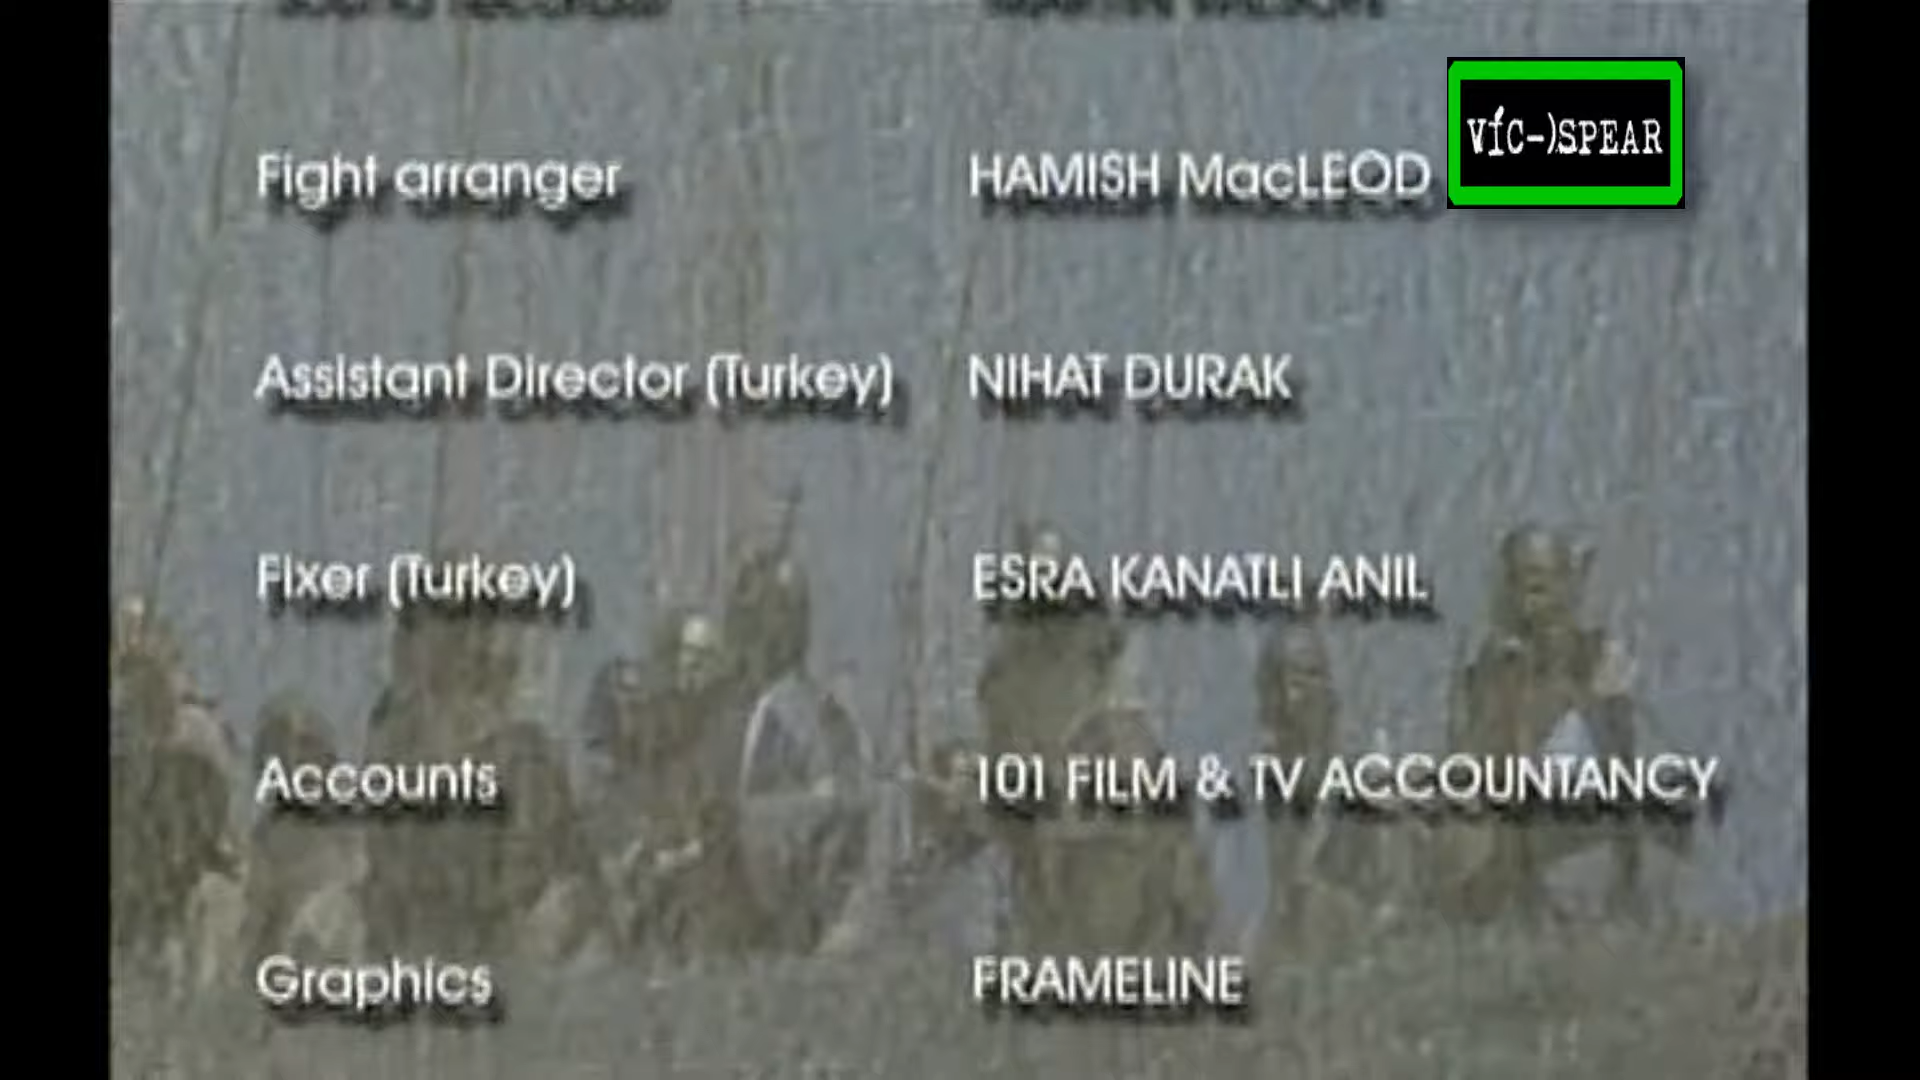 Fight arranger HAMISH MacLEOD
VíC-)SPEAR
Assistant Director (Turkey) NIHAT DURAK
Fixer (Turkey) ESRA KANATLI ANIL
Accounts 101 FILM & TV ACCOUNTANCY
Graphics FRAMELINE